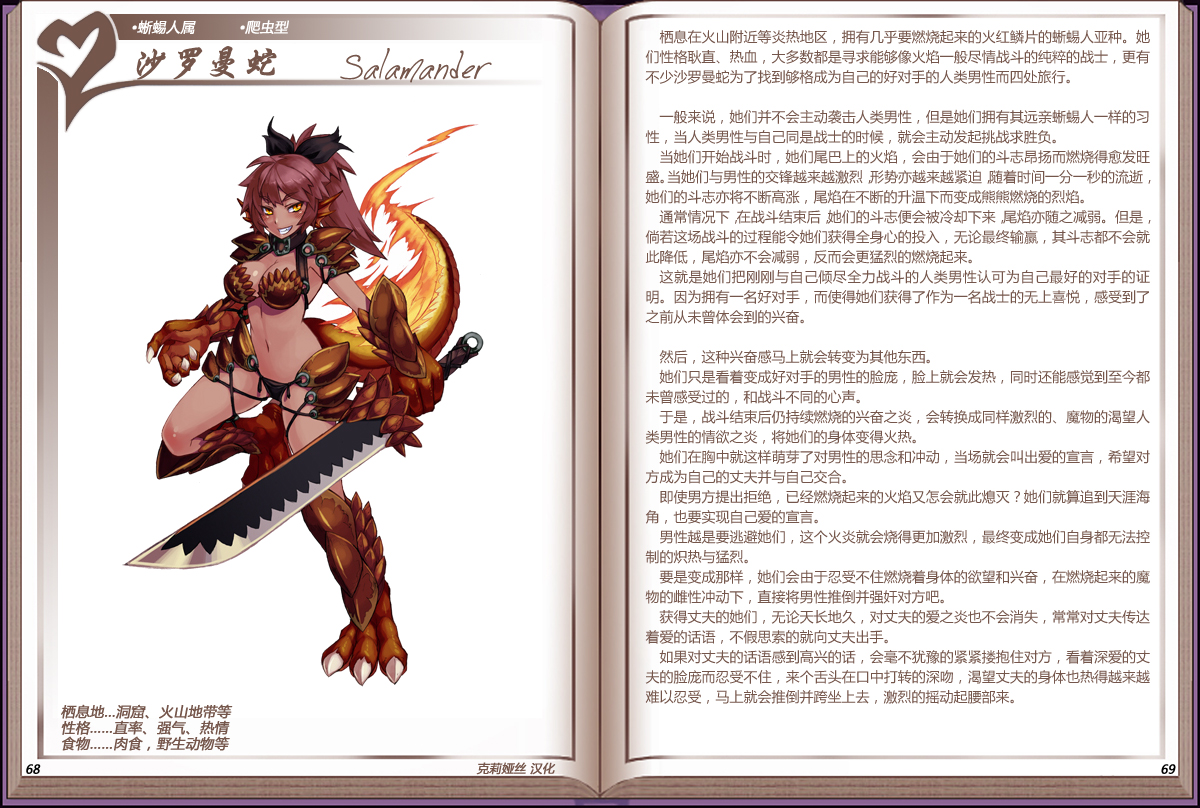 •蜥蜴人属 •爬虫型
沙罗曼蛇 Salamander
栖息地...洞窟、火山地带等
性格......直率、强气、热情
食物......肉食，野生动物等
68
克莉娅丝 汉化
栖息在火山附近等炎热地区，拥有几乎要燃烧起来的火红鳞片的蜥蜴人亚种。她
们性格耿直、热血，大多数都是寻求能够像火焰一般尽情战斗的纯粹的战士，更有
不少沙罗曼蛇为了找到够格成为自己的好对手的人类男性而四处旅行。
一般来说，她们并不会主动袭击人类男性，但是她们拥有其远亲蜥蜴人一样的习
性，当人类男性与自己同是战士的时候，就会主动发起挑战求胜负。
当她们开始战斗时，她们尾巴上的火焰，会由于她们的斗志昂扬而燃烧得愈发旺
盛。当她们与男性的交锋越来越激烈，形势亦越来越紧迫，随着时间一分一秒的流逝，
她们的斗志亦将不断高涨，尾焰在不断的升温下而变成熊熊燃烧的烈焰。
通常情况下，在战斗结束后，她们的斗志便会被冷却下来，尾焰亦随之减弱。但是，
倘若这场战斗的过程能令她们获得全身心的投入，无论最终输赢，其斗志都不会就
此降低，尾焰亦不会减弱，反而会更猛烈的燃烧起来。
这就是她们把刚刚与自己倾尽全力战斗的人类男性认可为自己最好的对手的证
明。因为拥有一名好对手，而使得她们获得了作为一名战士的无上喜悦，感受到了
之前从未曾体会到的兴奋。
然后，这种兴奋感马上就会转变为其他东西。
她们只是看着变成好对手的男性的脸庞，脸上就会发热，同时还能感觉到至今都
未曾感受过的，和战斗不同的心声。
于是，战斗结束后仍持续燃烧的兴奋之炎，会转换成同样激烈的、魔物的渴望人
类男性的情欲之炎，将她们的身体变得火热。
她们在胸中就这样萌芽了对男性的思念和冲动，当场就会叫出爱的宣言，希望对
方成为自己的丈夫并与自己交合。
即使男方提出拒绝，已经燃烧起来的火焰又怎会就此熄灭？她们就算追到天涯海
角，也要实现自己爱的宣言。
男性越是要逃避她们，这个火炎就会烧得更加激烈，最终变成她们自身都无法控
制的炽热与猛烈。
要是变成那样，她们会由于忍受不住燃烧着身体的欲望和兴奋，在燃烧起来的魔
物的雌性冲动下，直接将男性推倒并强奸对方吧。
获得丈夫的她们，无论天长地久，对丈夫的爱之炎也不会消失，常常对丈夫传达
着爱的话语，不假思索的就向丈夫出手。
如果对丈夫的话语感到高兴的话，会毫不犹豫的紧紧搂抱住对方，看着深爱的丈
夫的脸庞而忍受不住，来个舌头在口中打转的深吻，渴望丈夫的身体也热得越来越
难以忍受，马上就会推倒并跨坐上去，激烈的摇动起腰部来。
69